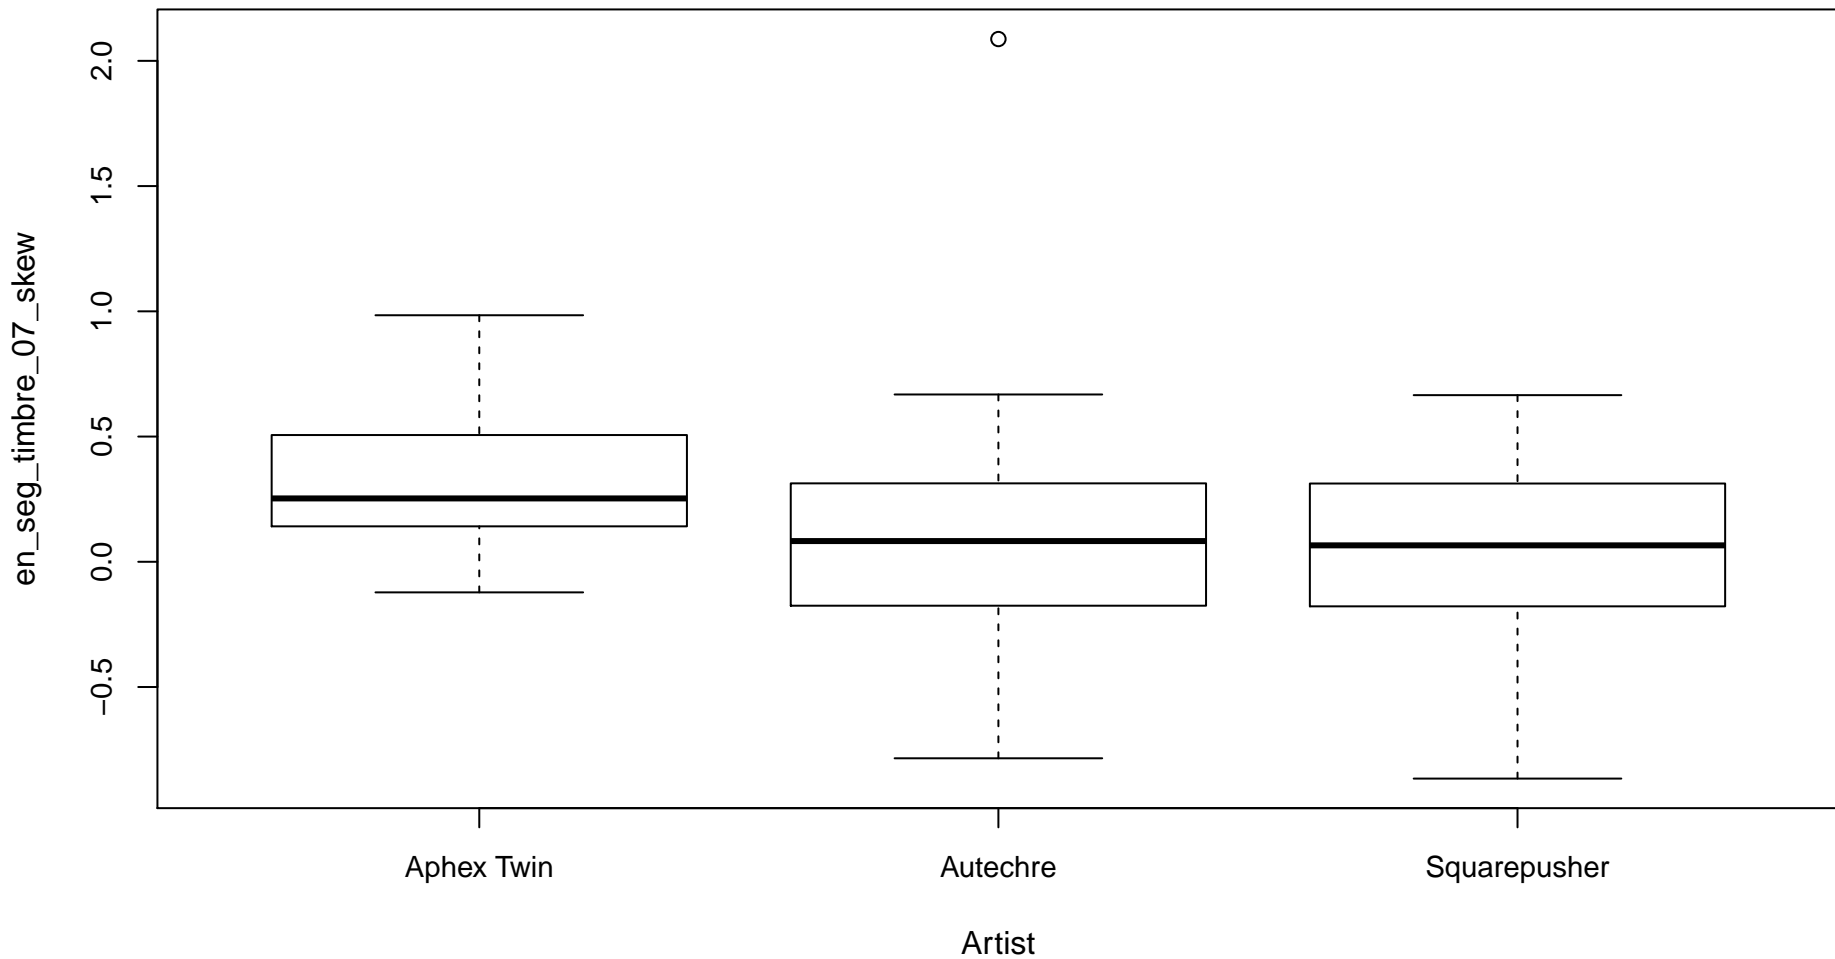 en_seg_timbre_07_skew
2.0
1.5
1.0
0.5
0.0
−0.5
Aphex Twin
Autechre
Squarepusher
Artist